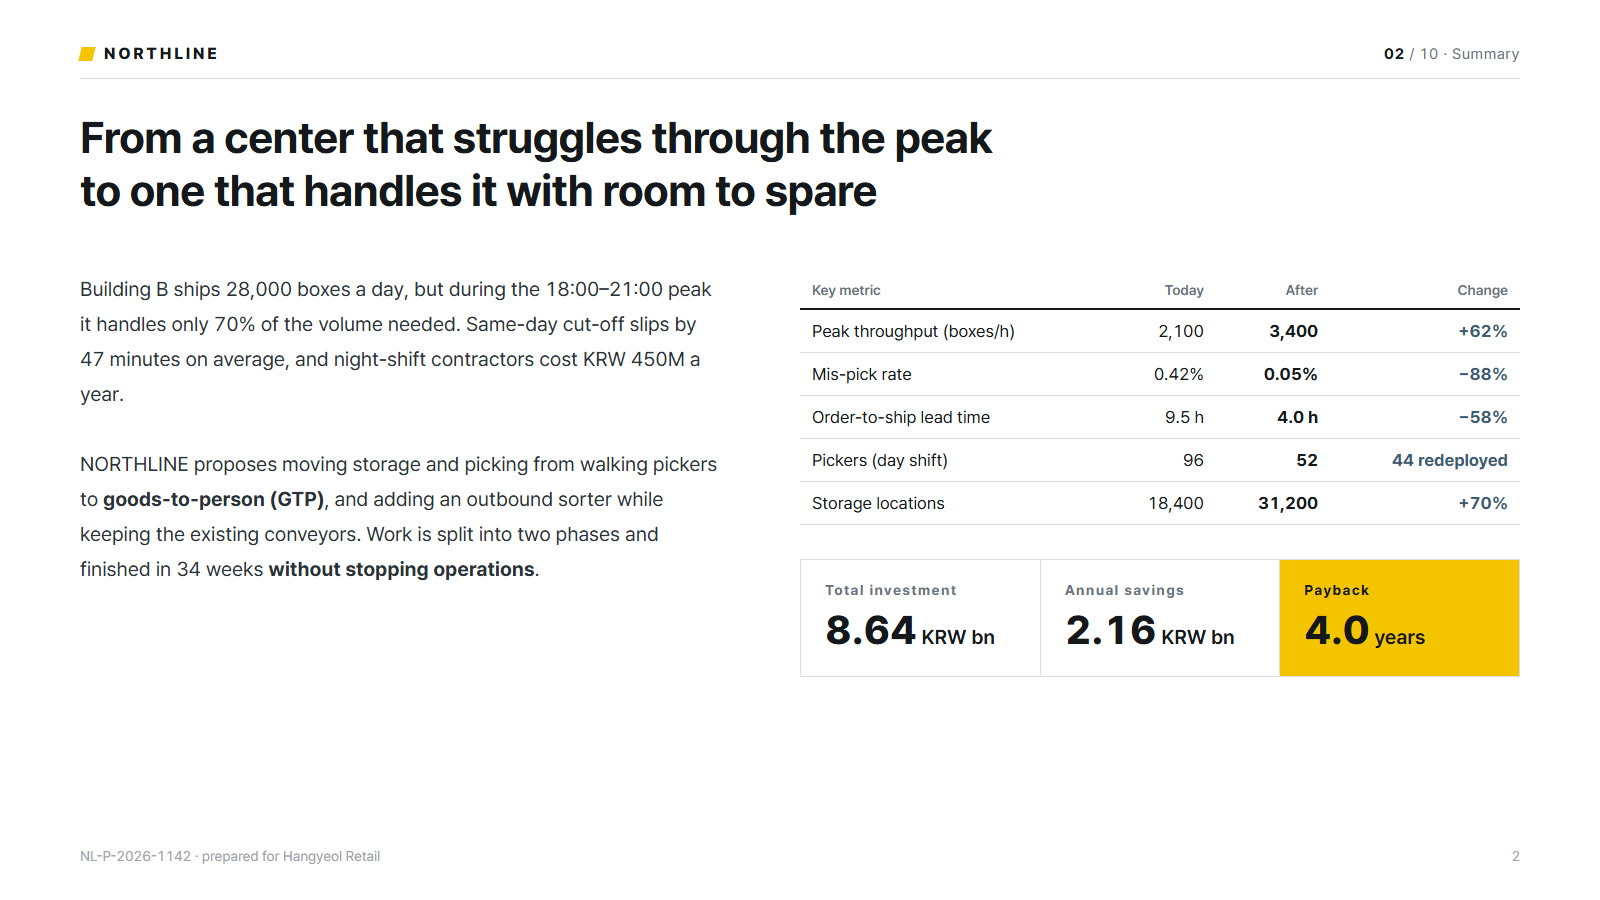 NORTHLINE
02 / 10 · Summary
From a center that struggles through the peak
to one that handles it with room to spare
Building B ships 28,000 boxes a day, but during the 18:00–21:00 peak
it handles only 70% of the volume needed. Same-day cut-off slips by
47 minutes on average, and night-shift contractors cost KRW 450M a
year.
NORTHLINE proposes moving storage and picking from walking pickers
to goods-to-person (GTP), and adding an outbound sorter while
keeping the existing conveyors. Work is split into two phases and
finished in 34 weeks without stopping operations.
Key metric Today After Change
Peak throughput (boxes/h) 2,100 3,400 +62%
Mis-pick rate 0.42% 0.05% −88%
Order-to-ship lead time 9.5 h 4.0 h −58%
Pickers (day shift) 96 52 44 redeployed
Storage locations 18,400 31,200 +70%
Total investment
8.64 KRW bn
Annual savings
2.16 KRW bn
Payback
4.0 years
NL-P-2026-1142 · prepared for Hangyeol Retail
2